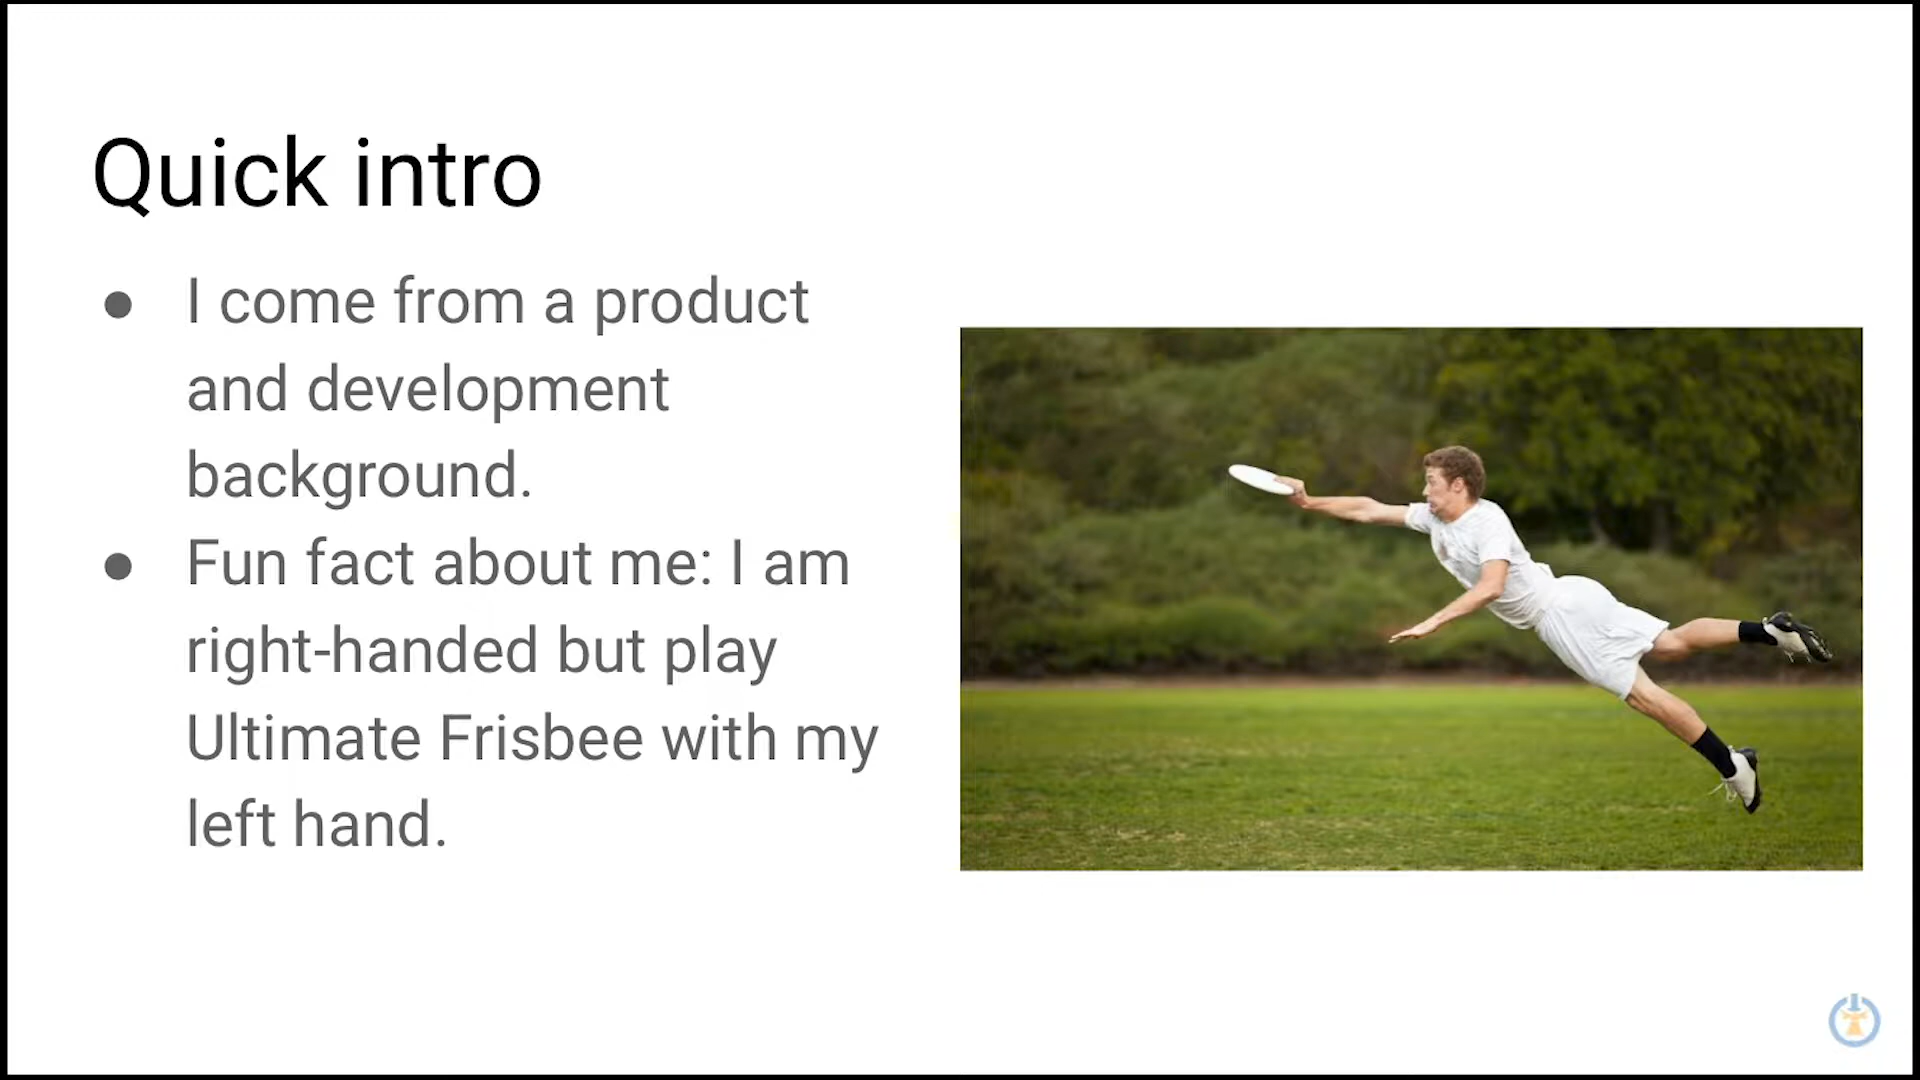 Quick intro
● I come from a product
and development
background.
● Fun fact about me: I am
right-handed but play
Ultimate Frisbee with my
left hand.